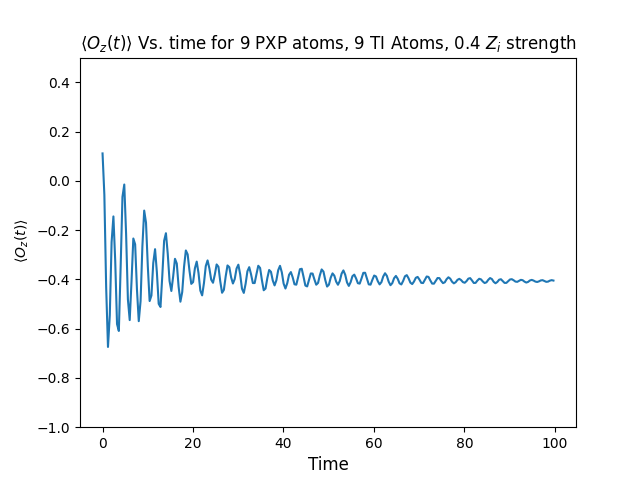 ⟨O_z(t)⟩ Vs. time for 9 PXP atoms, 9 TI Atoms, 0.4 Z_i strength
0.4
0.2
0.0
−0.2
−0.4
−0.6
−0.8
−1.0
⟨O_z(t)⟩
0 20 40 60 80 100
Time